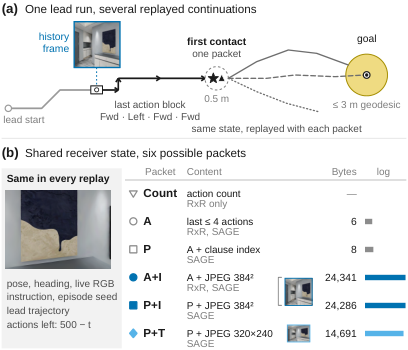 (a) One lead run, several replayed continuations
history
frame
first contact
one packet
goal
0.5 m
≤ 3 m geodesic
lead start
last action block
Fwd · Left · Fwd · Fwd
same state, replayed with each packet
(b) Shared receiver state, six possible packets
Same in every replay
pose, heading, live RGB
instruction, episode seed
lead trajectory
actions left: 500 − t
Packet Content Bytes log
Count action count —
RxR only
A last ≤ 4 actions 6
RxR, SAGE
P A + clause index 8
SAGE
A+I A + JPEG 384² 24,341
RxR, SAGE
P+I P + JPEG 384² 24,286
SAGE
P+T P + JPEG 320×240 14,691
SAGE